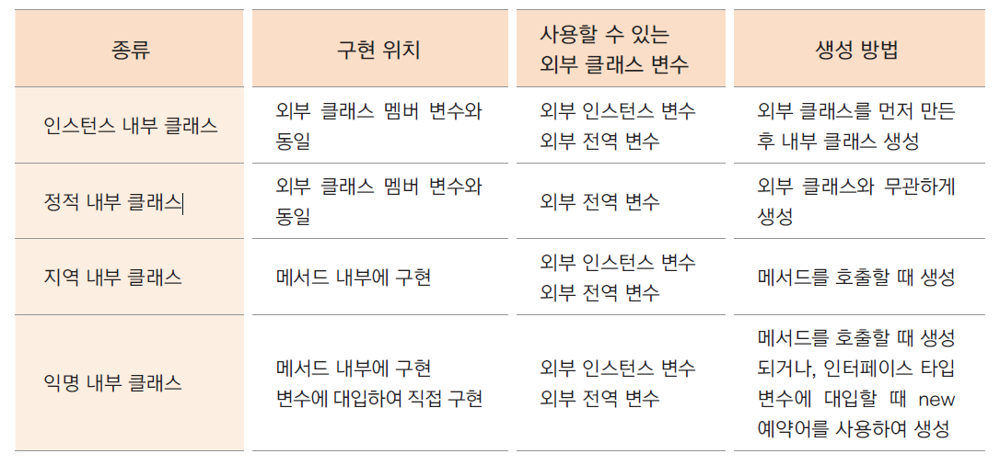 종류
구현 위치
사용할 수 있는
외부 클래스 변수
생성 방법
인스턴스 내부 클래스
외부 클래스 멤버 변수와
동일
외부 인스턴스 변수
외부 전역 변수
외부 클래스를 먼저 만든
후 내부 클래스 생성
정적 내부 클래스
외부 클래스 멤버 변수와
동일
외부 전역 변수
외부 클래스와 무관하게
생성
지역 내부 클래스
메서드 내부에 구현
외부 인스턴스 변수
외부 전역 변수
메서드를 호출할 때 생성
익명 내부 클래스
메서드 내부에 구현
변수에 대입하여 직접 구현
외부 인스턴스 변수
외부 전역 변수
메서드를 호출할 때 생성
되거나, 인터페이스 타입
변수에 대입할 때 new
예약어를 사용하여 생성